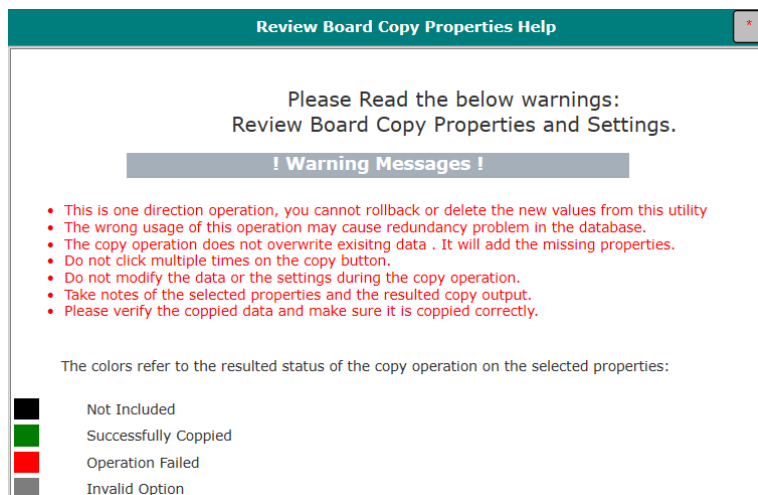 Review Board Copy Properties Help
*
Please Read the below warnings:
Review Board Copy Properties and Settings.
! Warning Messages !
• This is one direction operation, you cannot rollback or delete the new values from this utility
• The wrong usage of this operation may cause redundancy problem in the database.
• The copy operation does not overwrite exisitng data . It will add the missing properties.
• Do not click multiple times on the copy button.
• Do not modify the data or the settings during the copy operation.
• Take notes of the selected properties and the resulted copy output.
• Please verify the coppied data and make sure it is coppied correctly.
The colors refer to the resulted status of the copy operation on the selected properties:
Not Included
Successfully Coppied
Operation Failed
Invalid Option